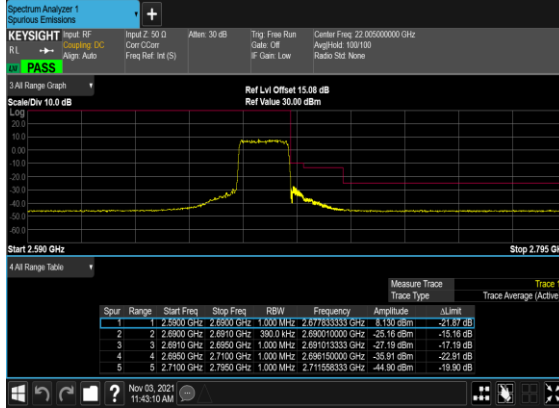 Spectrum Analyzer 1
Spurious Emissions
KEYSIGHT Input: RF Input Z: 50 Ω Atten: 30 dB Trig: Free Run Center Freq: 22.005000000 GHz
RL Coupling: DC Corr CCorr Gate: Off Avg|Hold: 100/100
Align: Auto Freq Ref: Int (S) IF Gain: Low Radio Std: None
PASS
3 All Range Graph
Ref Lvl Offset 15.08 dB
Scale/Div 10.0 dB Ref Value 30.00 dBm
Log
20.0
10.0
0.00
-10.0
-20.0
-30.0
-40.0
-50.0
-60.0
Start 2.590 GHz Stop 2.795 GH
4 All Range Table
Measure Trace Trace 1
Trace Type Trace Average (Active
Spur Range Start Freq Stop Freq RBW Frequency Amplitude ΔLimit
1 1 2.5900 GHz 2.6900 GHz 1.000 MHz 2.677833333 GHz 8.130 dBm -21.87 dB
2 2 2.6900 GHz 2.6910 GHz 390.0 kHz 2.690010000 GHz -25.16 dBm -15.16 dB
3 3 2.6910 GHz 2.6950 GHz 1.000 MHz 2.691013333 GHz -27.19 dBm -17.19 dB
4 4 2.6950 GHz 2.7100 GHz 1.000 MHz 2.696150000 GHz -35.91 dBm -22.91 dB
5 5 2.7100 GHz 2.7950 GHz 1.000 MHz 2.711558333 GHz -44.90 dBm -19.90 dB
Nov 03, 2021
11:43:10 AM